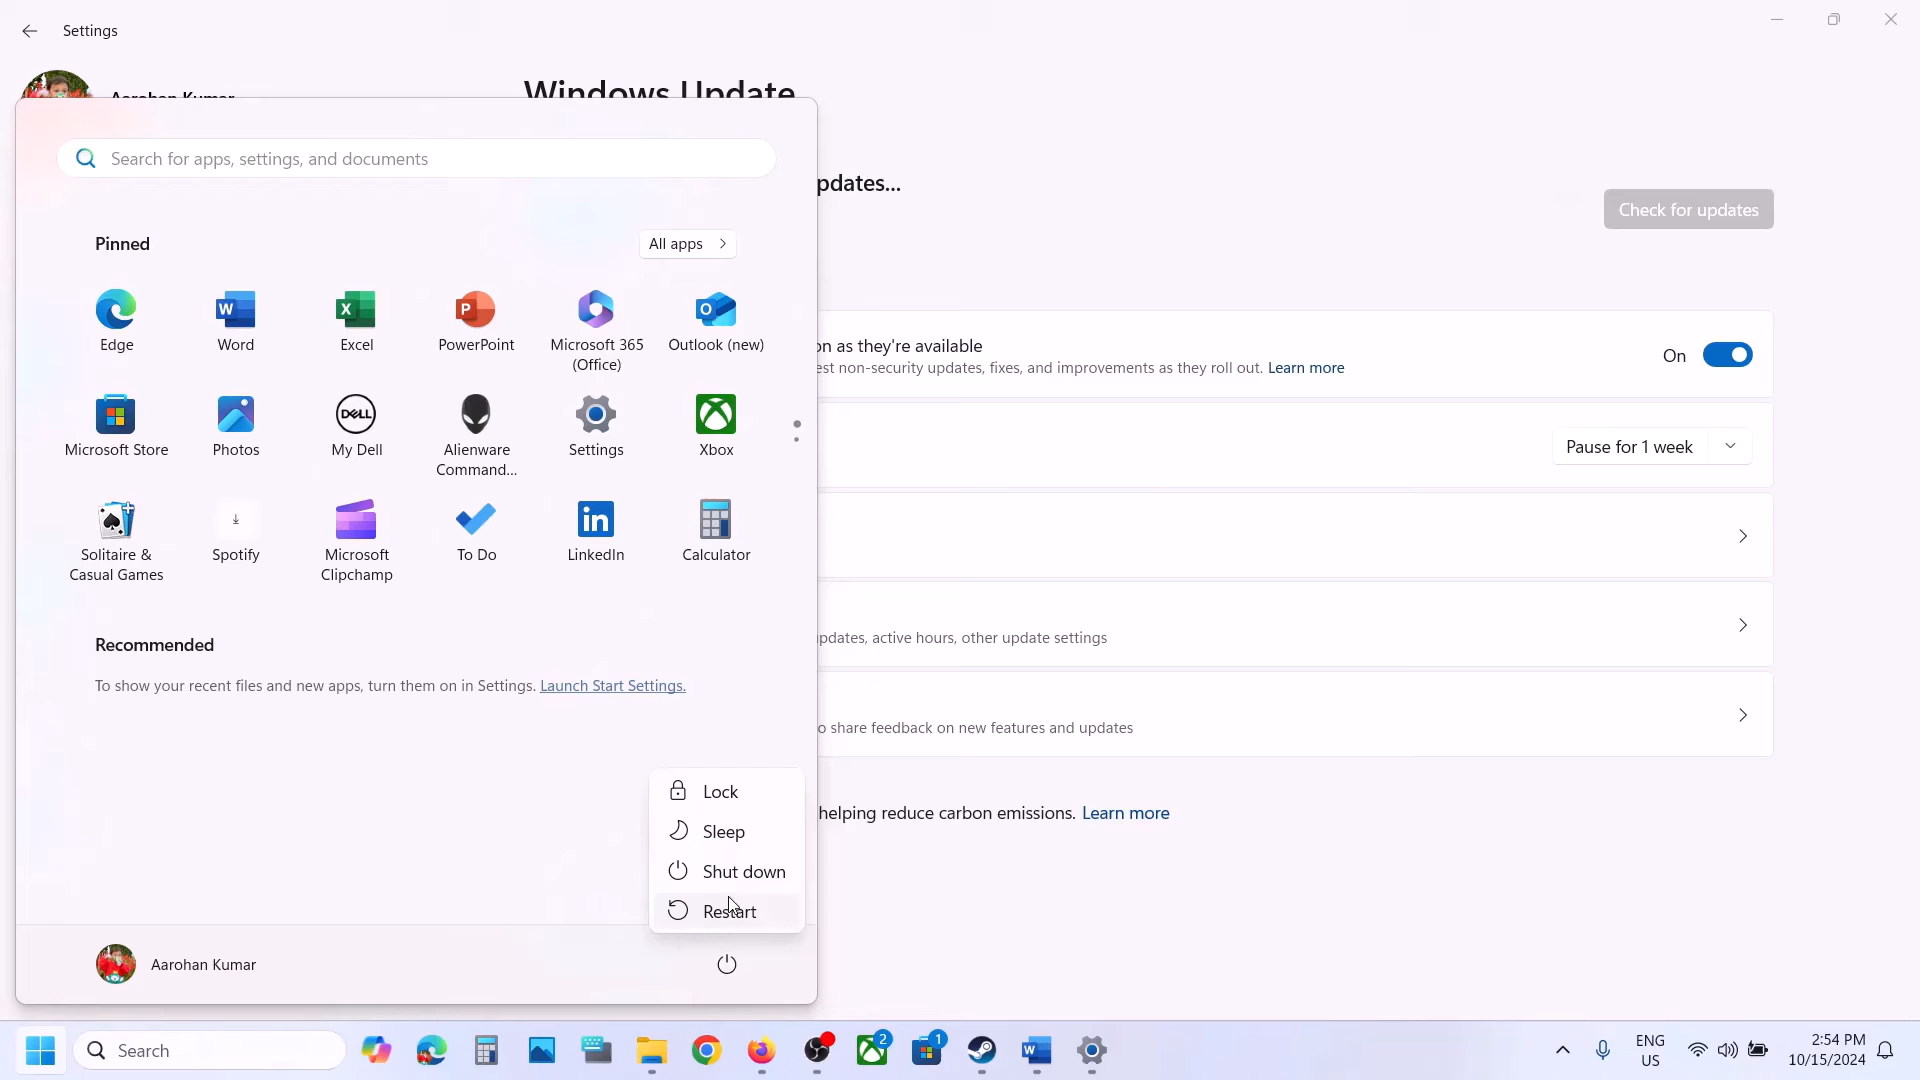 Settings
Aarohan Kumar
Windows Update
Search for apps, settings, and documents
pdates...
Check for updates
Pinned
All apps
Edge
Word
Excel
PowerPoint
Microsoft 365
(Office)
Outlook (new)
on as they're available
est non-security updates, fixes, and improvements as they roll out. Learn more
On
Microsoft Store
Photos
DELL
My Dell
Alienware
Command...
Settings
Xbox
Pause for 1 week
Solitaire &
Casual Games
Spotify
Microsoft
Clipchamp
To Do
LinkedIn
Calculator
pdates, active hours, other update settings
Recommended
To show your recent files and new apps, turn them on in Settings. Launch Start Settings.
o share feedback on new features and updates
Lock
Sleep
Shut down
Restart
helping reduce carbon emissions. Learn more
Aarohan Kumar
Search
2
1
ENG
US
2:54 PM
10/15/2024